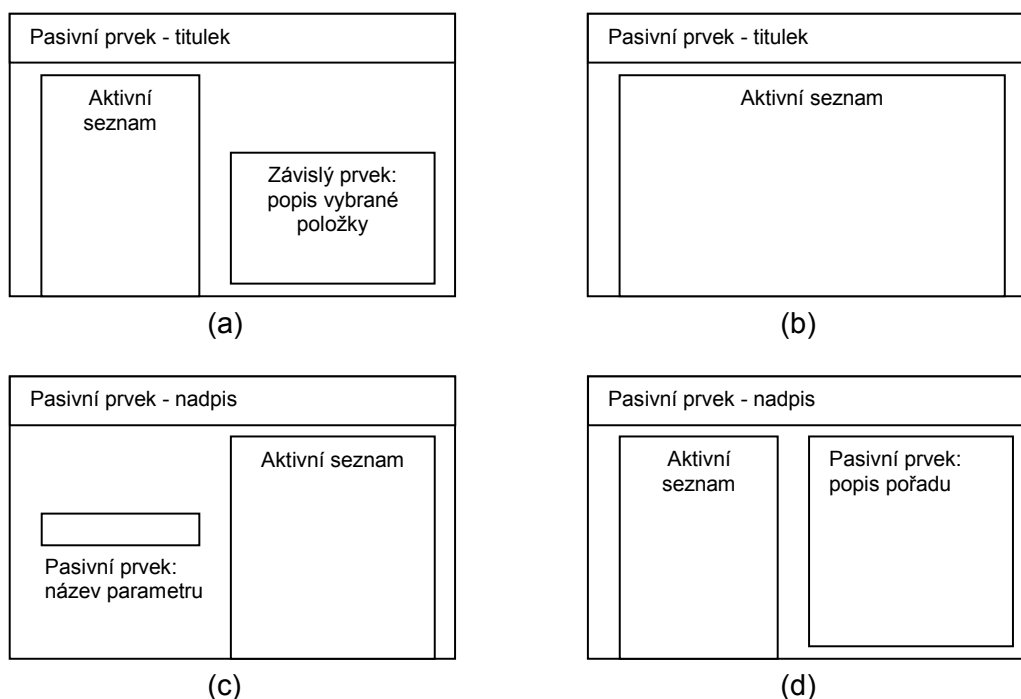 Pasivní prvek - titulek
Aktivní
seznam
Závislý prvek:
popis vybrané
položky
(a)
Pasivní prvek - titulek
Aktivní seznam
(b)
Pasivní prvek - nadpis
Aktivní seznam
Pasivní prvek:
název parametru
(c)
Pasivní prvek - nadpis
Aktivní
seznam
Pasivní prvek:
popis pořadu
(d)